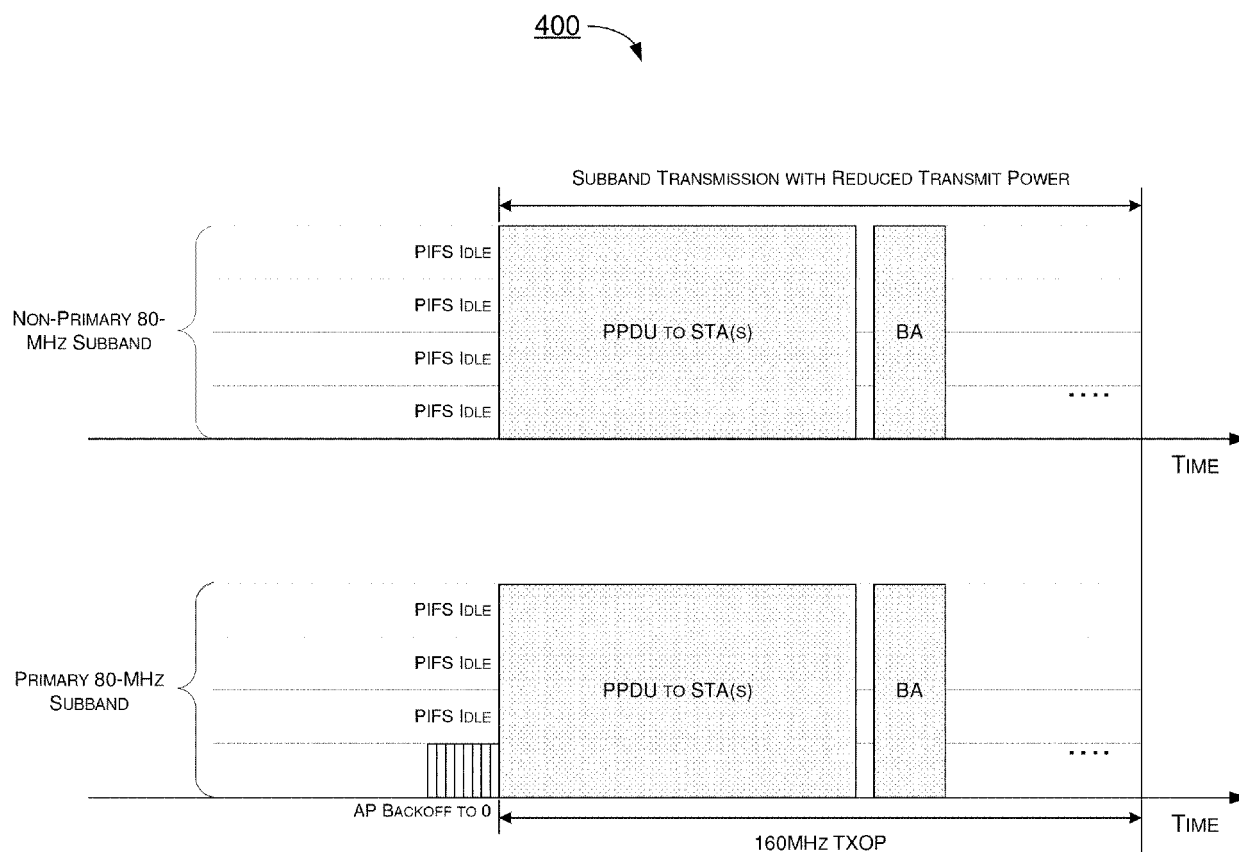 400
SUBBAND TRANSMISSION WITH REDUCED TRANSMIT POWER
NON-PRIMARY 80-
MHZ SUBBAND
PIFS IDLE
PIFS IDLE
PIFS IDLE
PIFS IDLE
PPDU TO STA(S)
BA
....
TIME
PRIMARY 80-MHZ
SUBBAND
PIFS IDLE
PIFS IDLE
PIFS IDLE
PPDU TO STA(S)
BA
....
AP BACKOFF TO 0
TIME
160MHZ TXOP